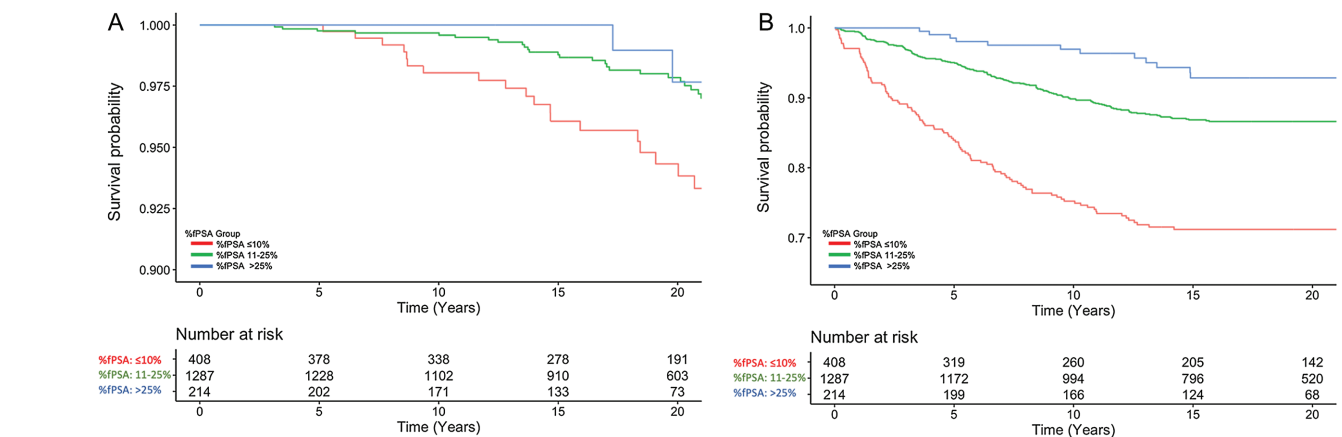 A
1.000
0.975
0.950
0.925
0.900
Survival probability
%fPSA Group
%fPSA ≤10%
%fPSA 11-25%
%fPSA >25%
0 5 10 15 20
Time (Years)
Number at risk
%fPSA: ≤10% 408 378 338 278 191
%fPSA: 11-25% 1287 1228 1102 910 603
%fPSA: >25% 214 202 171 133 73
0 5 10 15 20
Time (Years)
B
1.0
0.9
0.8
0.7
Survival probability
%fPSA Group
%fPSA ≤10%
%fPSA 11-25%
%fPSA >25%
0 5 10 15 20
Time (Years)
Number at risk
%fPSA: ≤10% 408 319 260 205 142
%fPSA: 11-25% 1287 1172 994 796 520
%fPSA: >25% 214 199 166 124 68
0 5 10 15 20
Time (Years)